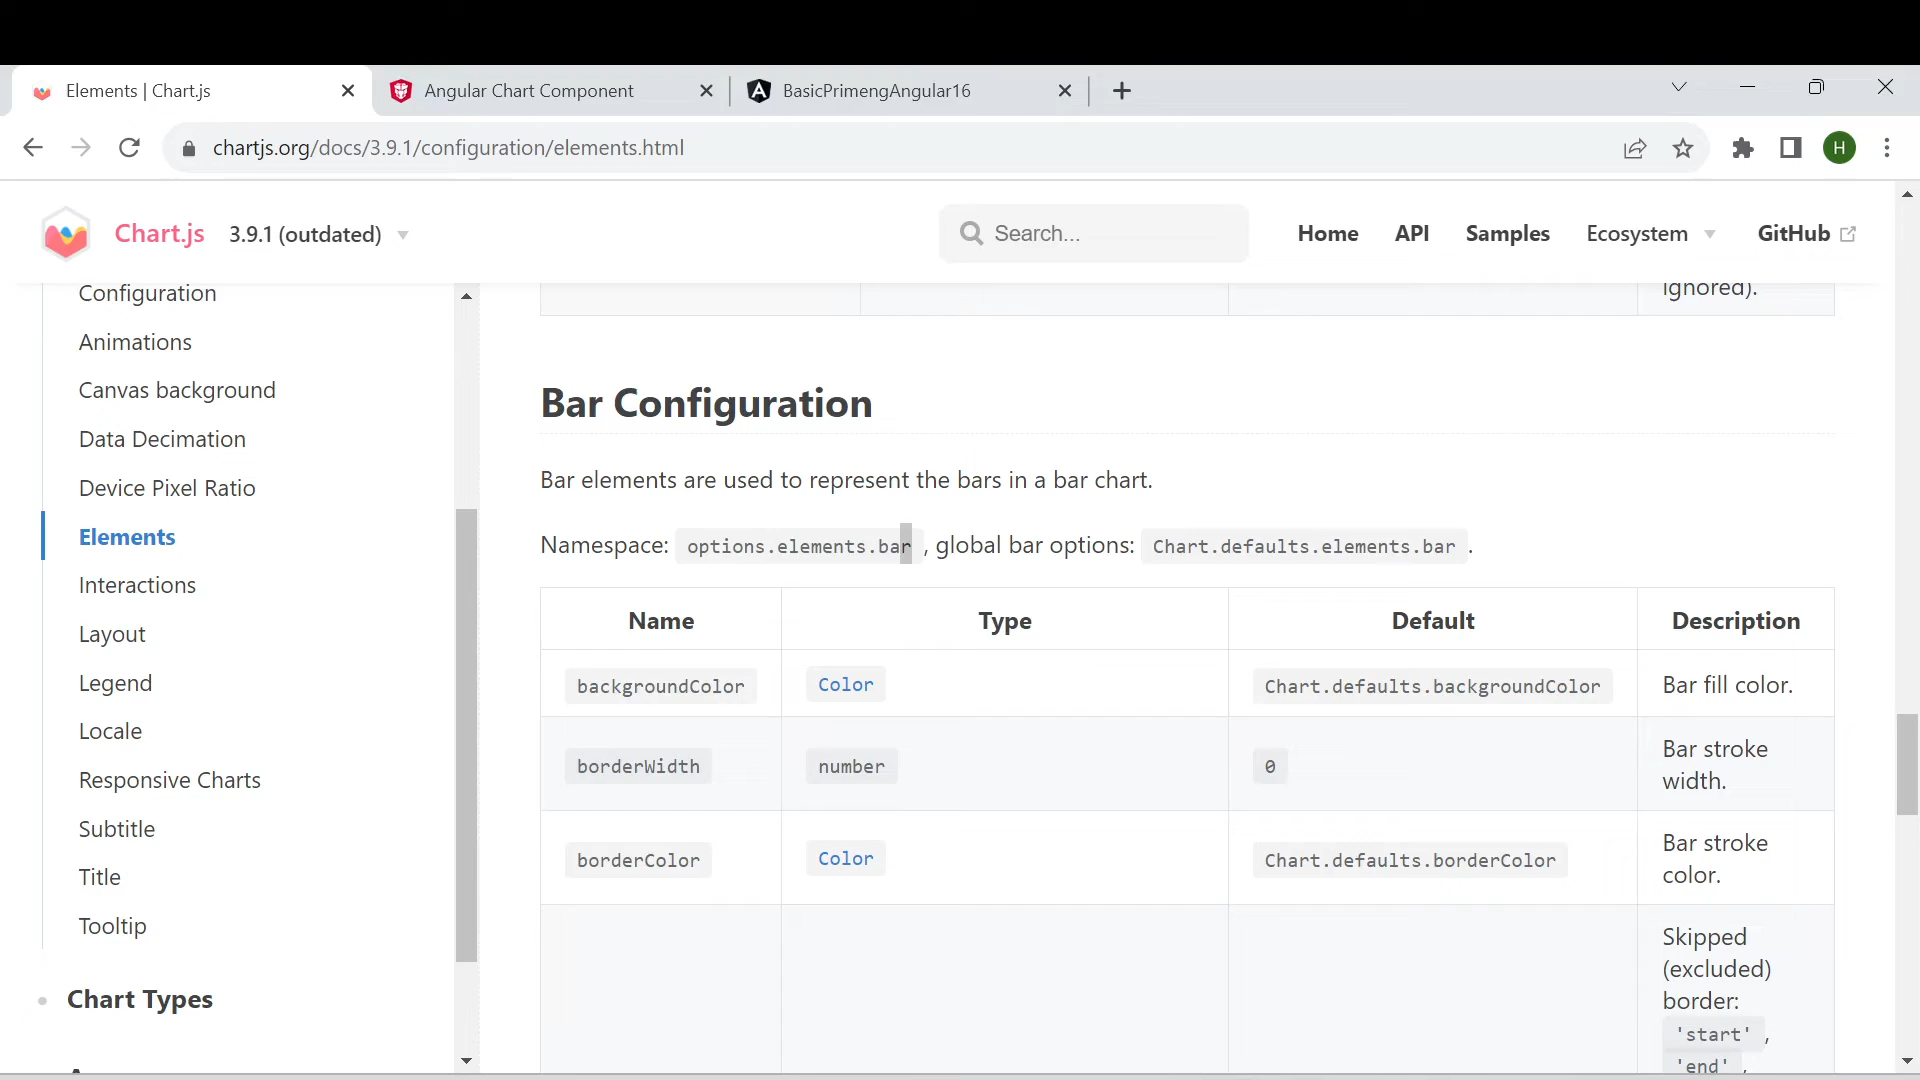 Elements | Chart.js
Angular Chart Component
BasicPrimengAngular16
chartjs.org/docs/3.9.1/configuration/elements.html
H
Chart.js 3.9.1 (outdated)
Search...
Home API Samples Ecosystem GitHub
Configuration
Animations
Canvas background
Data Decimation
Device Pixel Ratio
Elements
Interactions
Layout
Legend
Locale
Responsive Charts
Subtitle
Title
Tooltip
Chart Types
ignored).
Bar Configuration
Bar elements are used to represent the bars in a bar chart.
Namespace: options.elements.bar , global bar options: Chart.defaults.elements.bar .
Name Type Default Description
backgroundColor Color Chart.defaults.backgroundColor Bar fill color.
borderWidth number 0 Bar stroke
width.
borderColor Color Chart.defaults.borderColor Bar stroke
color.
Skipped
(excluded)
border:
'start' ,
'end' ,